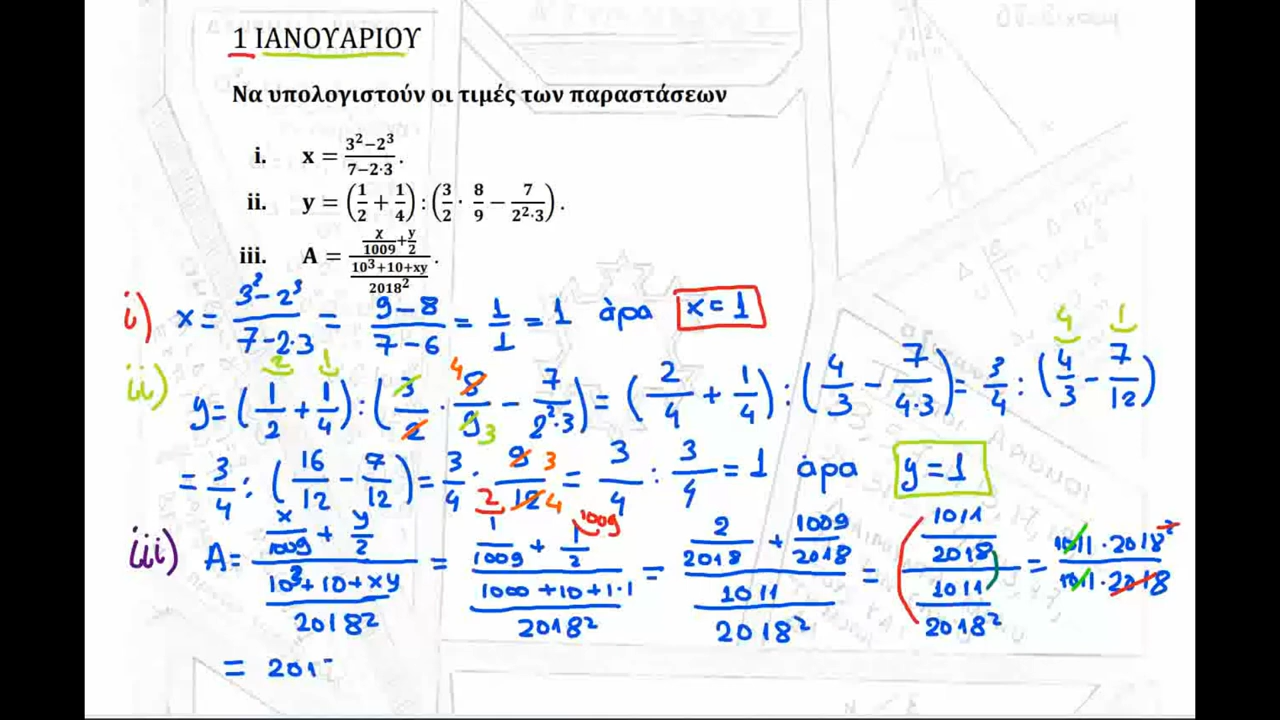 1 ΙΑΝΟΥΑΡΙΟΥ
Να υπολογιστούν οι τιμές των παραστάσεων
i. x = (3² − 2³)/(7 − 2·3).
ii. y = (1/2 + 1/4) : (3/2 · 8/9 − 7/(2²·3)).
iii. A = (x/1009 + y/2)/((10³+10+xy)/2018²).
i) x = (3² − 2³)/(7 − 2·3) = (9 − 8)/(7 − 6) = 1/1 = 1 άρα x = 1
ii) y = (1/2 + 1/4) : (3/2 · 8/9 − 7/(2²·3)) = (2/4 + 1/4) : (4/3 − 7/(4·3)) = 3/4 : (4/3 − 7/12)
= 3/4 : (16/12 − 7/12) = 3/4 : 9/12 = 3/4 : 3/4 = 1 άρα y = 1
iii) A = (x/1009 + y/2)/((10³+10+xy)/2018²) = (1/1009 + 1/2)/((1000+10+1·1)/2018²) = (2/2018 + 1009/2018)/(1011/2018²) = (1011/2018)/(1011/2018²) = (1011·2018²)/(1011·2018)
= 201